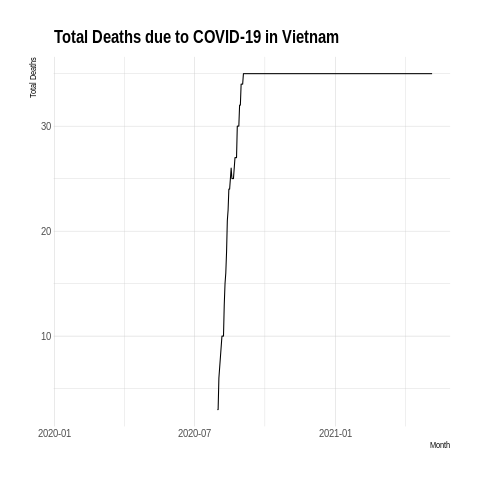 Total Deaths due to COVID-19 in Vietnam
Total Deaths
30
20
10
2020-01 2020-07 2021-01
Month